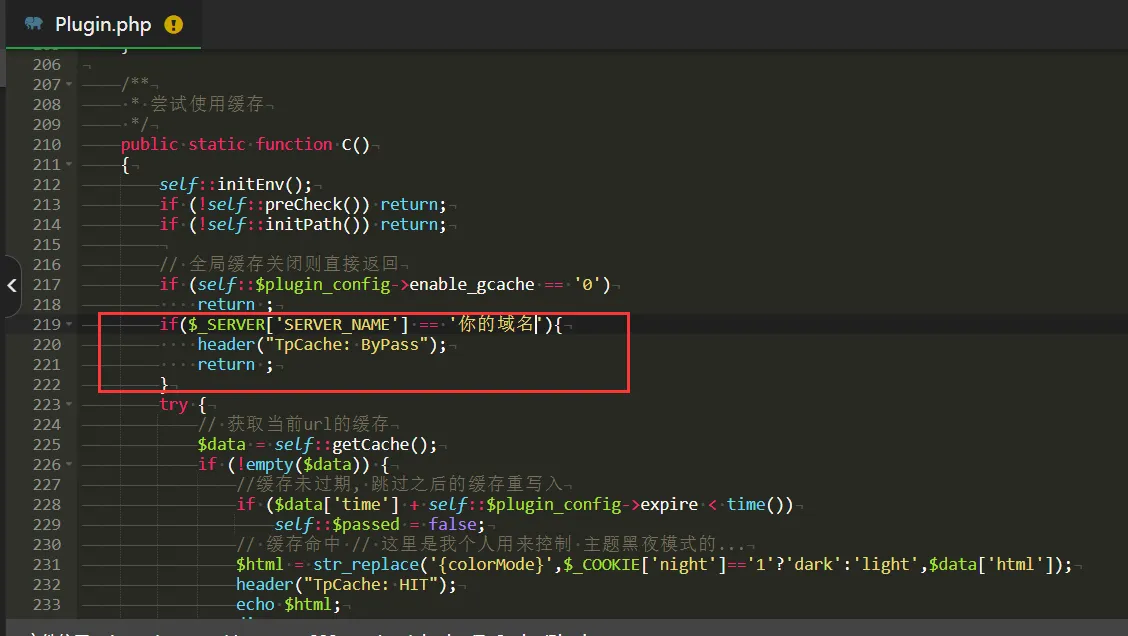 Plugin.php
206
207 /**
208 * 尝试使用缓存
209 */
210 public static function C()
211 {
212 self::initEnv();
213 if (!self::preCheck()) return;
214 if (!self::initPath()) return;
215
216 // 全局缓存关闭则直接返回
217 if (self::$plugin_config->enable_gcache == '0')
218 return ;
219 if($_SERVER['SERVER_NAME'] == '你的域名'){
220 header("TpCache: ByPass");
221 return ;
222 }
223 try {
224 // 获取当前url的缓存
225 $data = self::getCache();
226 if (!empty($data)) {
227 //缓存未过期, 跳过之后的缓存重写入
228 if ($data['time'] + self::$plugin_config->expire < time())
229 self::$passed = false;
230 // 缓存命中 // 这里是我个人用来控制 主题黑夜模式的...
231 $html = str_replace('{colorMode}',$_COOKIE['night']=='1'?'dark':'light',$data['html']);
232 header("TpCache: HIT");
233 echo $html;